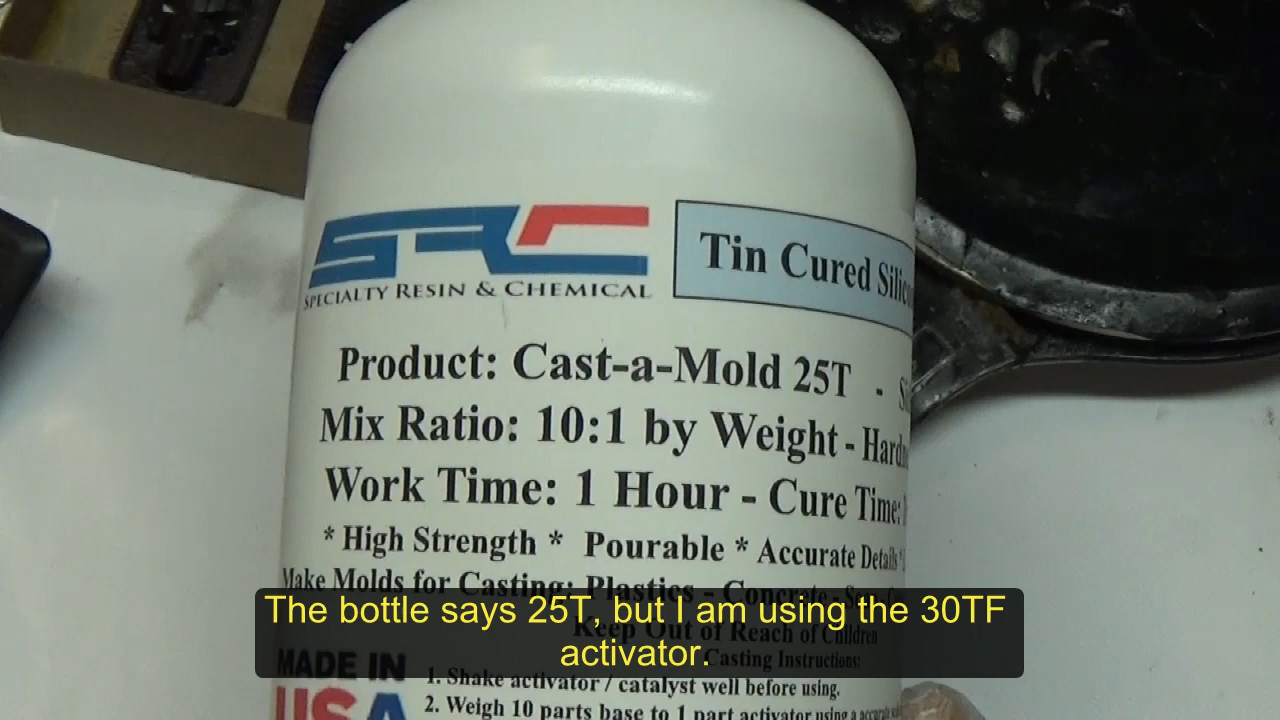 SRC
SPECIALTY RESIN & CHEMICAL
Tin Cured
Product: Cast-a-Mold 25T -
Mix Ratio: 10:1 by Weight -
Work Time: 1 Hour - Cure Time:
* High Strength * Pourable * Accurate Details
Make Molds for Casting: Plastics - Concrete -
Keep Out of Reach of Children
Casting Instructions:
The bottle says 25T, but I am using the 30TF
activator.
MADE IN
USA
1. Shake activator / catalyst well before using.
2. Weigh 10 parts base to 1 part activator using a